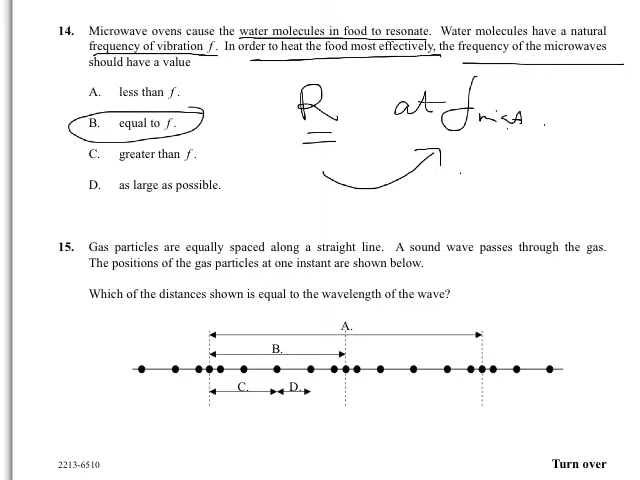 14. Microwave ovens cause the water molecules in food to resonate. Water molecules have a natural
frequency of vibration f. In order to heat the food most effectively, the frequency of the microwaves
should have a value
A. less than f.
B. equal to f.
C. greater than f.
D. as large as possible.
R at f
15. Gas particles are equally spaced along a straight line. A sound wave passes through the gas.
The positions of the gas particles at one instant are shown below.
Which of the distances shown is equal to the wavelength of the wave?
A.
B.
C. D.
2213-6510 Turn over